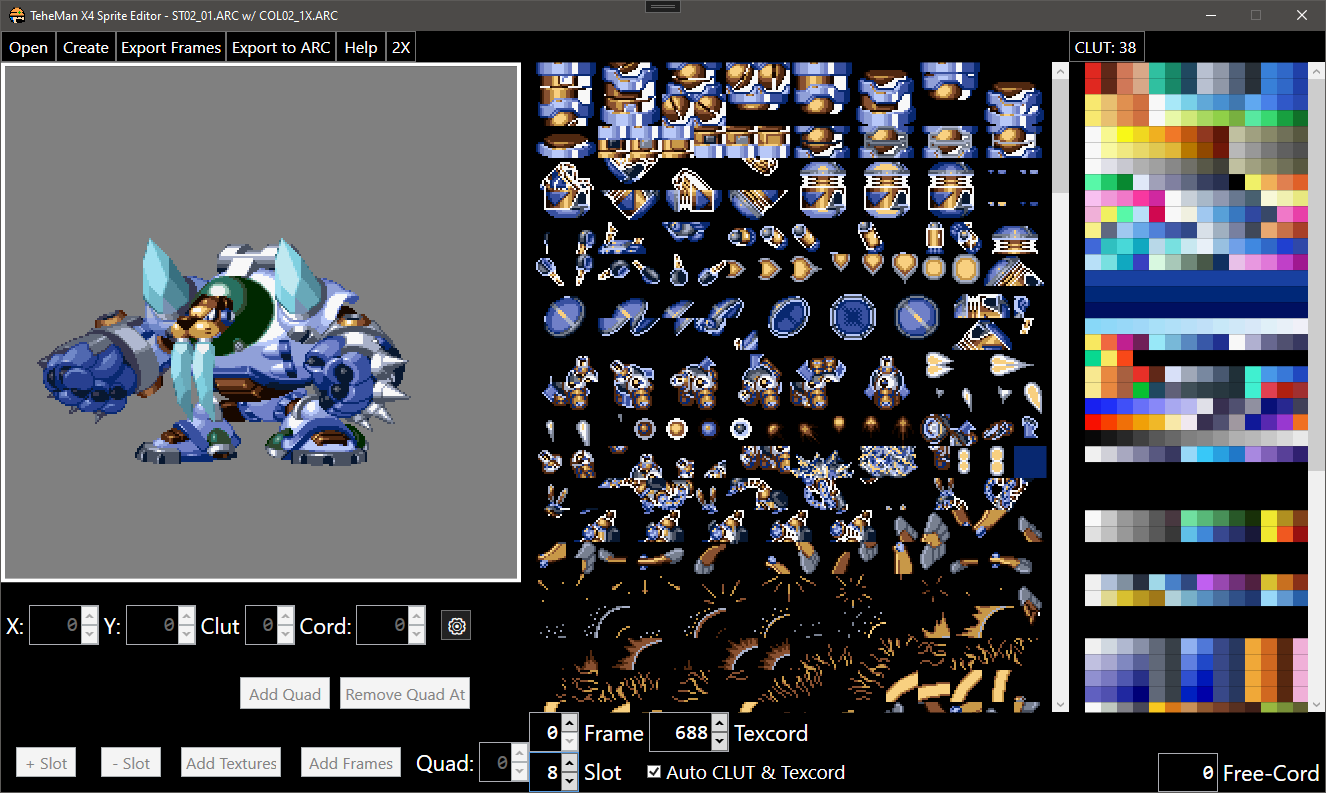 TeheMan X4 Sprite Editor - ST02_01.ARC w/ COL02_1X.ARC
Open Create Export Frames Export to ARC Help 2X CLUT: 38
X: 0 Y: 0 Clut 0 Cord: 0
Add Quad Remove Quad At
0 Frame 688 Texcord
+ Slot - Slot Add Textures Add Frames Quad: 0 8 Slot Auto CLUT & Texcord 0 Free-Cord